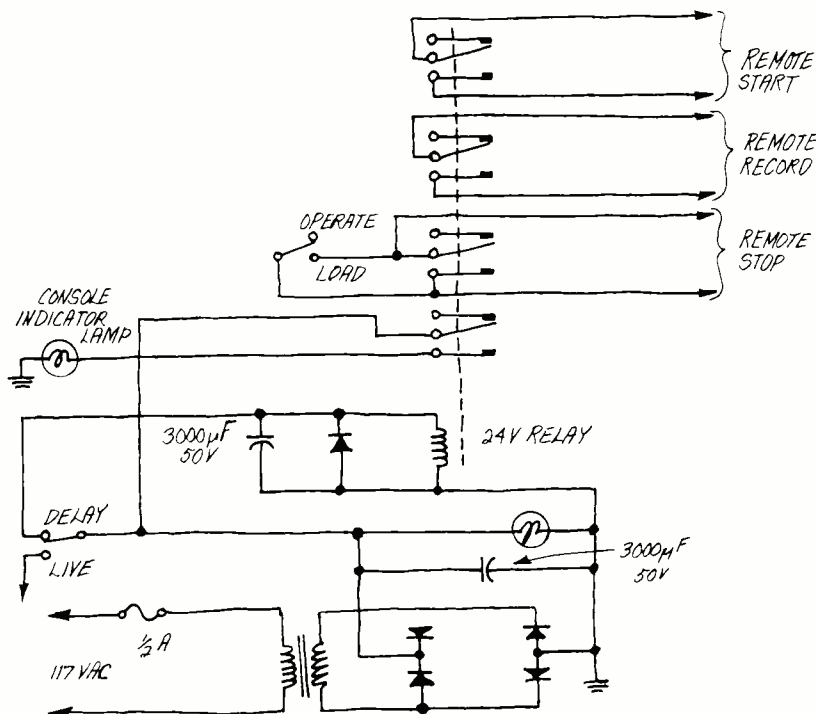 REMOTE
START
REMOTE
RECORD
OPERATE
LOAD
REMOTE
STOP
CONSOLE
INDICATOR
LAMP
3000µF
50V
24V RELAY
DELAY
LIVE
3000µF
50V
½A
117 VAC